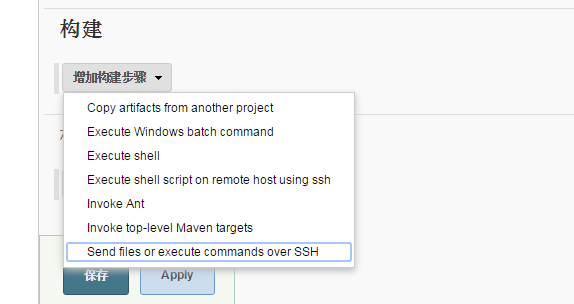 构建
增加构建步骤
Copy artifacts from another project
Execute Windows batch command
Execute shell
Execute shell script on remote host using ssh
Invoke Ant
Invoke top-level Maven targets
Send files or execute commands over SSH
保存 Apply